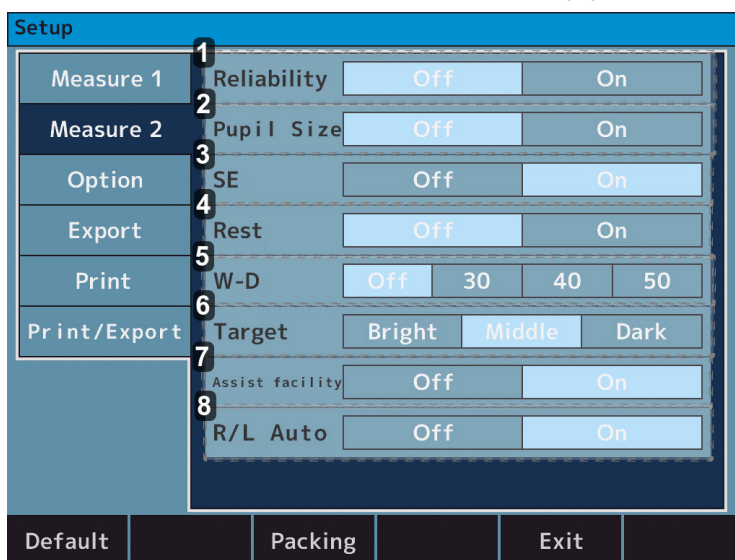 Setup
Measure 1
Measure 2
Option
Export
Print
Print/Export
1
Reliability Off On
2
Pupil Size Off On
3
SE Off On
4
Rest Off On
5
W-D Off 30 40 50
6
Target Bright Middle Dark
7
Assist facility Off On
8
R/L Auto Off On
Default Packing Exit